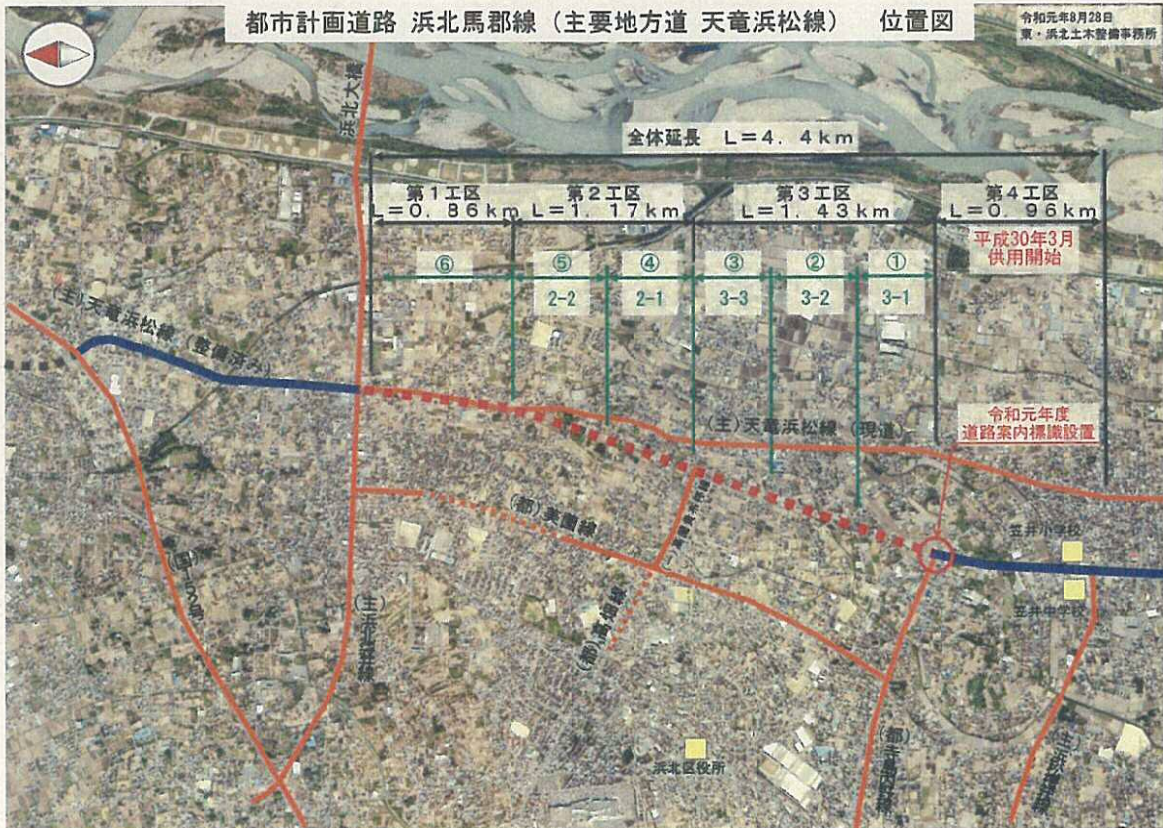 都市計画道路 浜北馬郡線（主要地方道 天竜浜松線） 位置図
令和元年8月28日
東・浜北土木整備事務所
浜北大橋
全体延長 L=4.4km
第1工区
L=0.86km
第2工区
L=1.17km
第3工区
L=1.43km
第4工区
L=0.96km
平成30年3月
供用開始
⑥
⑤
④
③
②
①
2-2
2-1
3-3
3-2
3-1
(主)天竜浜松線 (整備済)
(主)天竜浜松線 (現道)
令和元年度
道路案内標識設置
笠井小学校
笠井中学校
(都)
(主)浜北
(都)
浜北区役所
(都)寺島